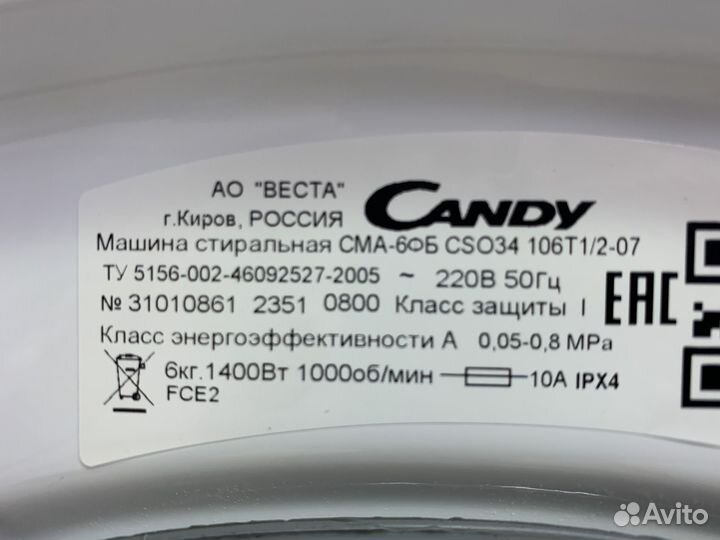 АО "ВЕСТА"
г.Киров, РОССИЯ
CANDY
Машина стиральная СМА-6ФБ CSO34 106T1/2-07
ТУ 5156-002-46092527-2005 ~ 220В 50Гц
№ 31010861 2351 0800 Класс защиты I
EAC
Класс энергоэффективности А 0,05-0,8 MPa
6кг.1400Вт 1000об/мин 10А IPX4
FCE2
Avito